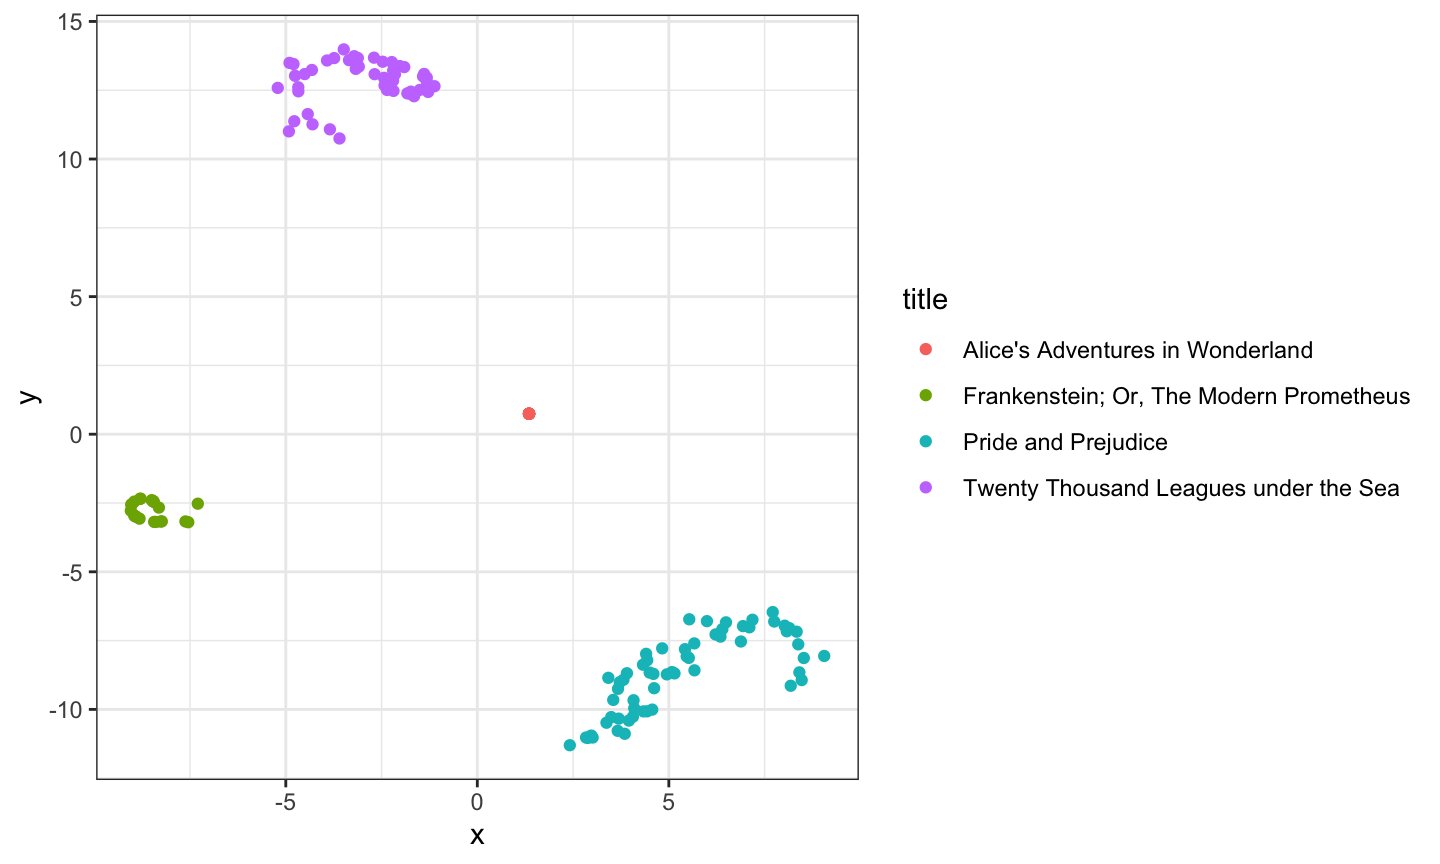 15
10
5
0
-5
-10
y
-5 0 5
x
title
Alice's Adventures in Wonderland
Frankenstein; Or, The Modern Prometheus
Pride and Prejudice
Twenty Thousand Leagues under the Sea